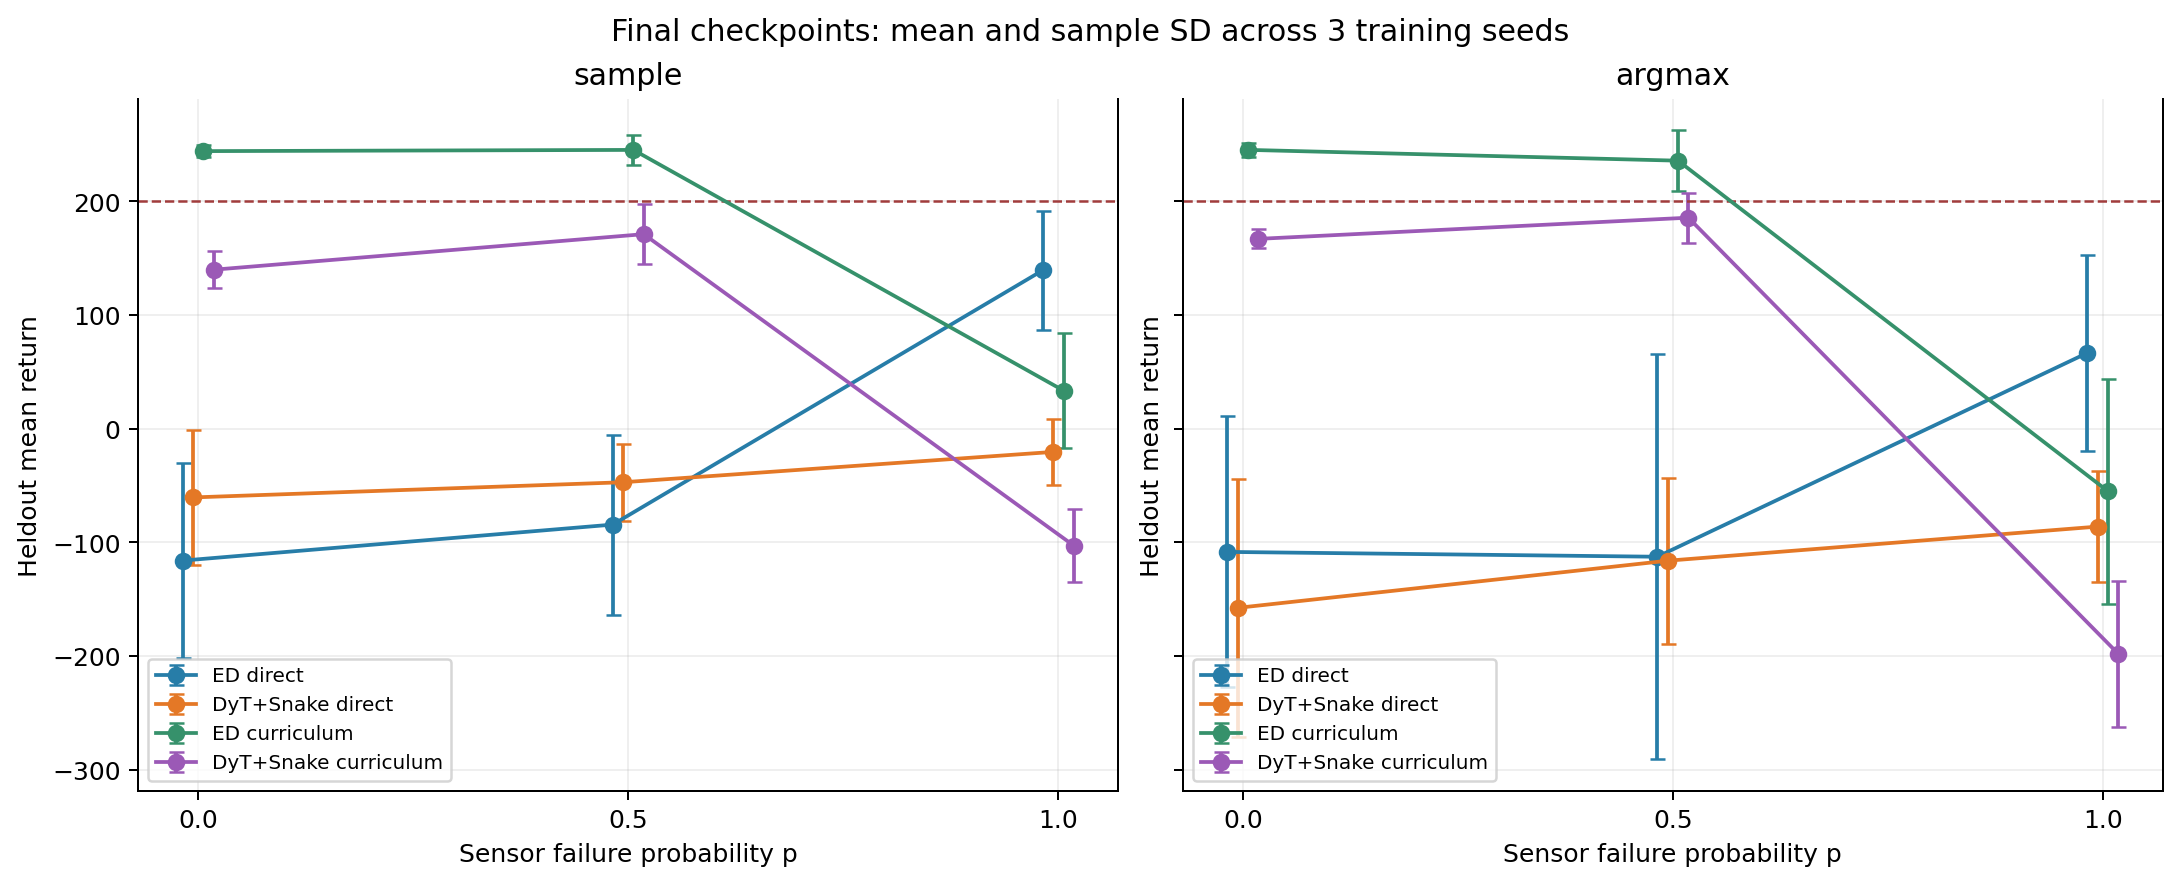 Final checkpoints: mean and sample SD across 3 training seeds
sample
Heldout mean return
200
100
0
−100
−200
−300
ED direct
DyT+Snake direct
ED curriculum
DyT+Snake curriculum
0.0 0.5 1.0
Sensor failure probability p
argmax
Heldout mean return
ED direct
DyT+Snake direct
ED curriculum
DyT+Snake curriculum
0.0 0.5 1.0
Sensor failure probability p